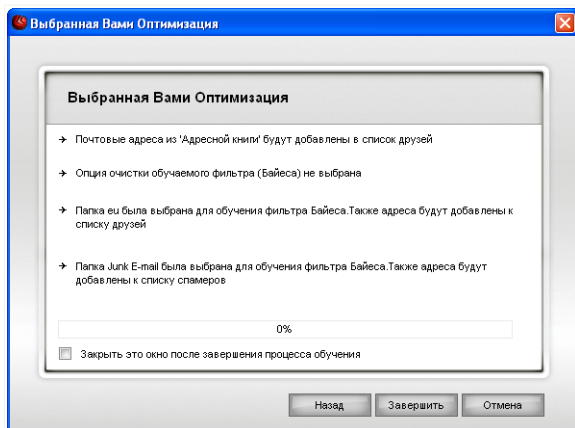 Выбранная Вами Оптимизация
Выбранная Вами Оптимизация
Почтовые адреса из 'Адресной книги' будут добавлены в список друзей
Опция очистки обучаемого фильтра (Байеса) не выбрана
Папка eu была выбрана для обучения фильтра Байеса.Также адреса будут добавлены к
списку друзей
Папка Junk E-mail была выбрана для обучения фильтра Байеса.Также адреса будут
добавлены к списку спамеров
0%
Закрыть это окно после завершения процесса обучения
Назад Завершить Отмена